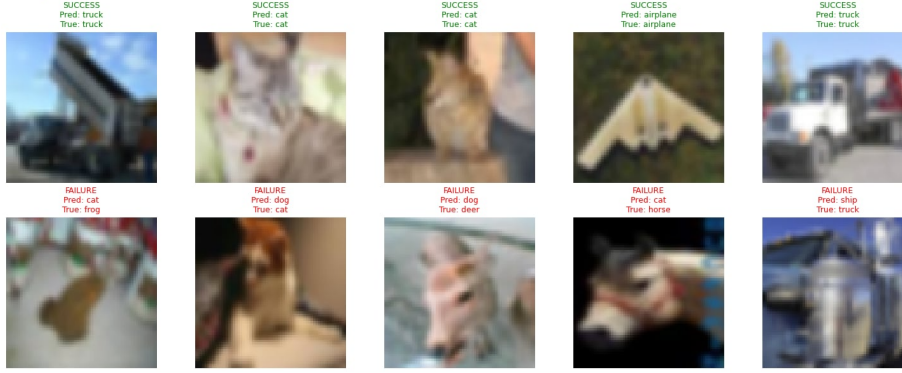 SUCCESS
Pred: truck
True: truck
SUCCESS
Pred: cat
True: cat
SUCCESS
Pred: cat
True: cat
SUCCESS
Pred: airplane
True: airplane
SUCCESS
Pred: truck
True: truck
FAILURE
Pred: cat
True: frog
FAILURE
Pred: dog
True: cat
FAILURE
Pred: dog
True: deer
FAILURE
Pred: cat
True: horse
FAILURE
Pred: ship
True: truck